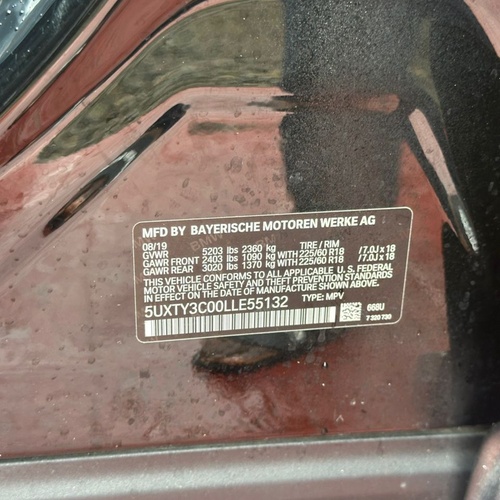 MFD BY BAYERISCHE MOTOREN WERKE AG
08/19
GVWR 5203 lbs 2360 kg TIRE / RIM
GAWR FRONT 2403 lbs 1090 kg WITH 225/60 R18 /7.0J x 18
GAWR REAR 3020 lbs 1370 kg WITH 225/60 R18 /7.0J x 18
THIS VEHICLE CONFORMS TO ALL APPLICABLE U.S. FEDERAL
MOTOR VEHICLE SAFETY AND THEFT PREVENTION STANDARDS IN
EFFECT ON THE DATE OF MANUFACTURE SHOWN ABOVE.
5UXTY3C00LLE55132 TYPE: MPV
668U
7 320 730